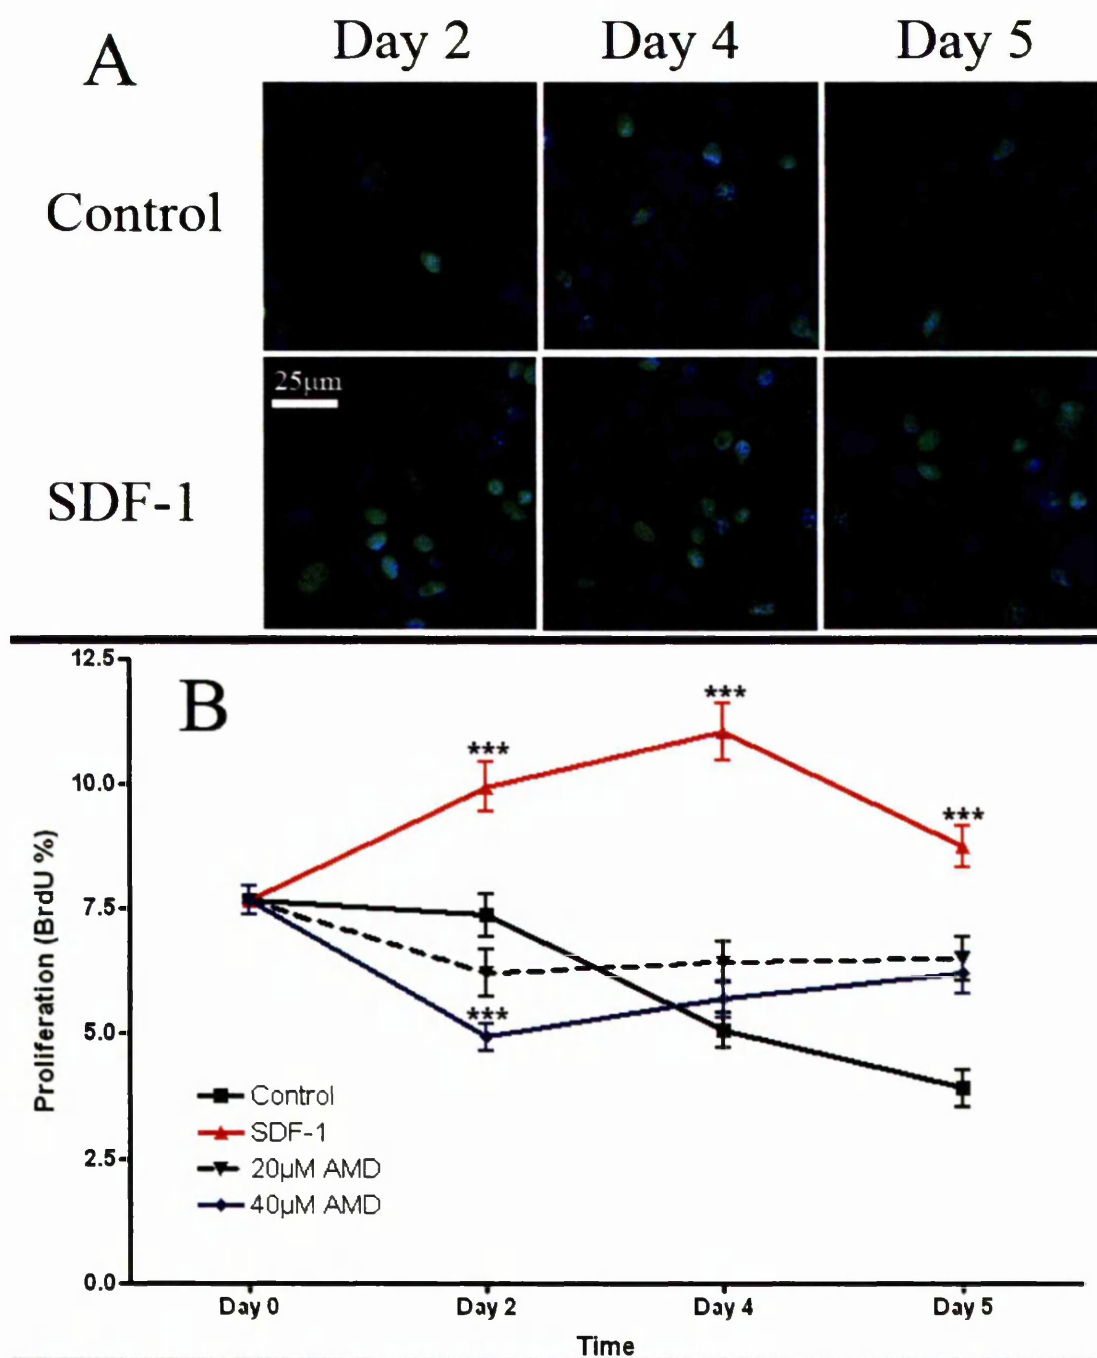 A
Day 2 Day 4 Day 5
Control
25µm
SDF-1
B
12.5
10.0
7.5
5.0
2.5
0.0
Proliferation (BrdU %)
***
***
***
***
Control
SDF-1
20µM AMD
40µM AMD
Day 0 Day 2 Day 4 Day 5
Time